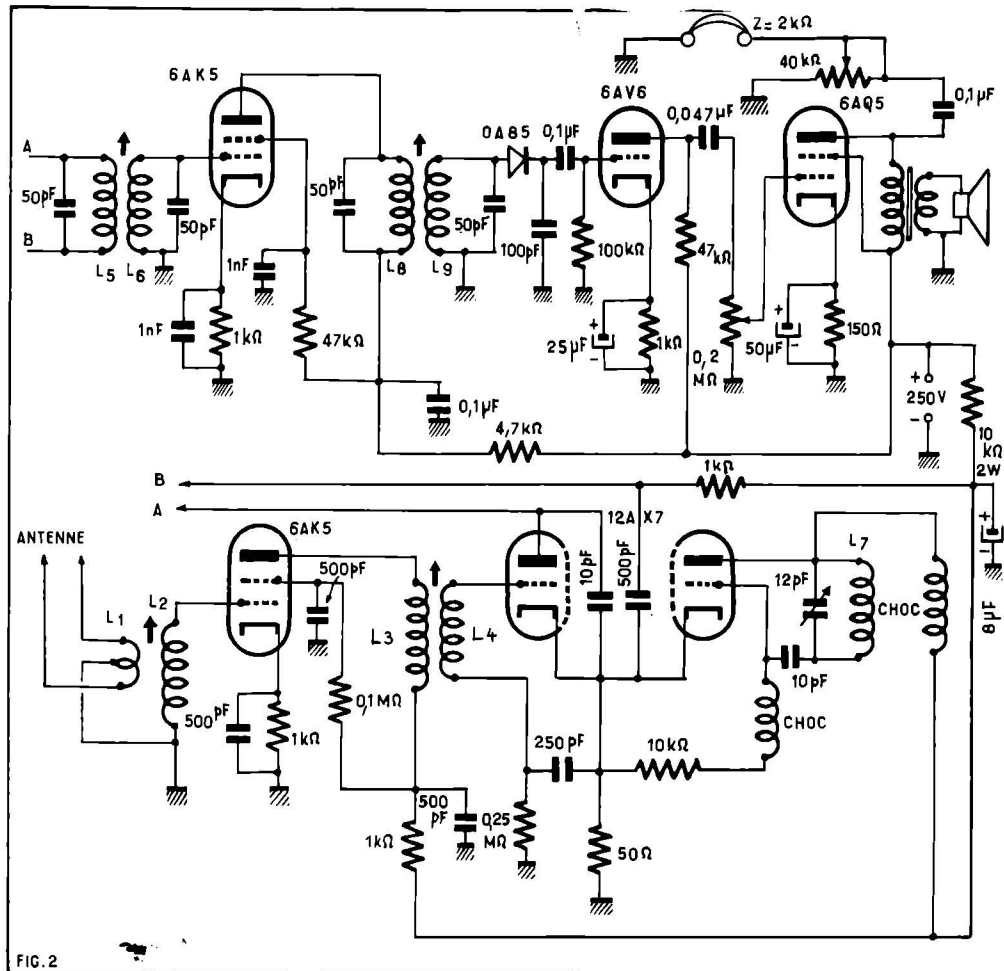 Z=2kΩ
40kΩ
6AK5
6AV6
6AQ5
0,1µF
0,047µF
0A85
0,1µF
A
50pF
B
L5
L6
50pF
50pF
L8
L9
50pF
100pF
100kΩ
47kΩ
1nF
1nF
1kΩ
47kΩ
25µF
+
-
1kΩ
0,2 MΩ
50µF
+
-
150Ω
+
250V
-
10 kΩ 2W
0,1µF
4,7kΩ
B
1kΩ
A
12AX7
+
-
8µF
ANTENNE
6AK5
500pF
10pF
500pF
L7
12pF
CHOC
L1
L2
L3
L4
10pF
CHOC
500pF
1kΩ
0,1MΩ
250pF
10kΩ
500 pF
0,25 MΩ
1kΩ
50Ω
FIG.2